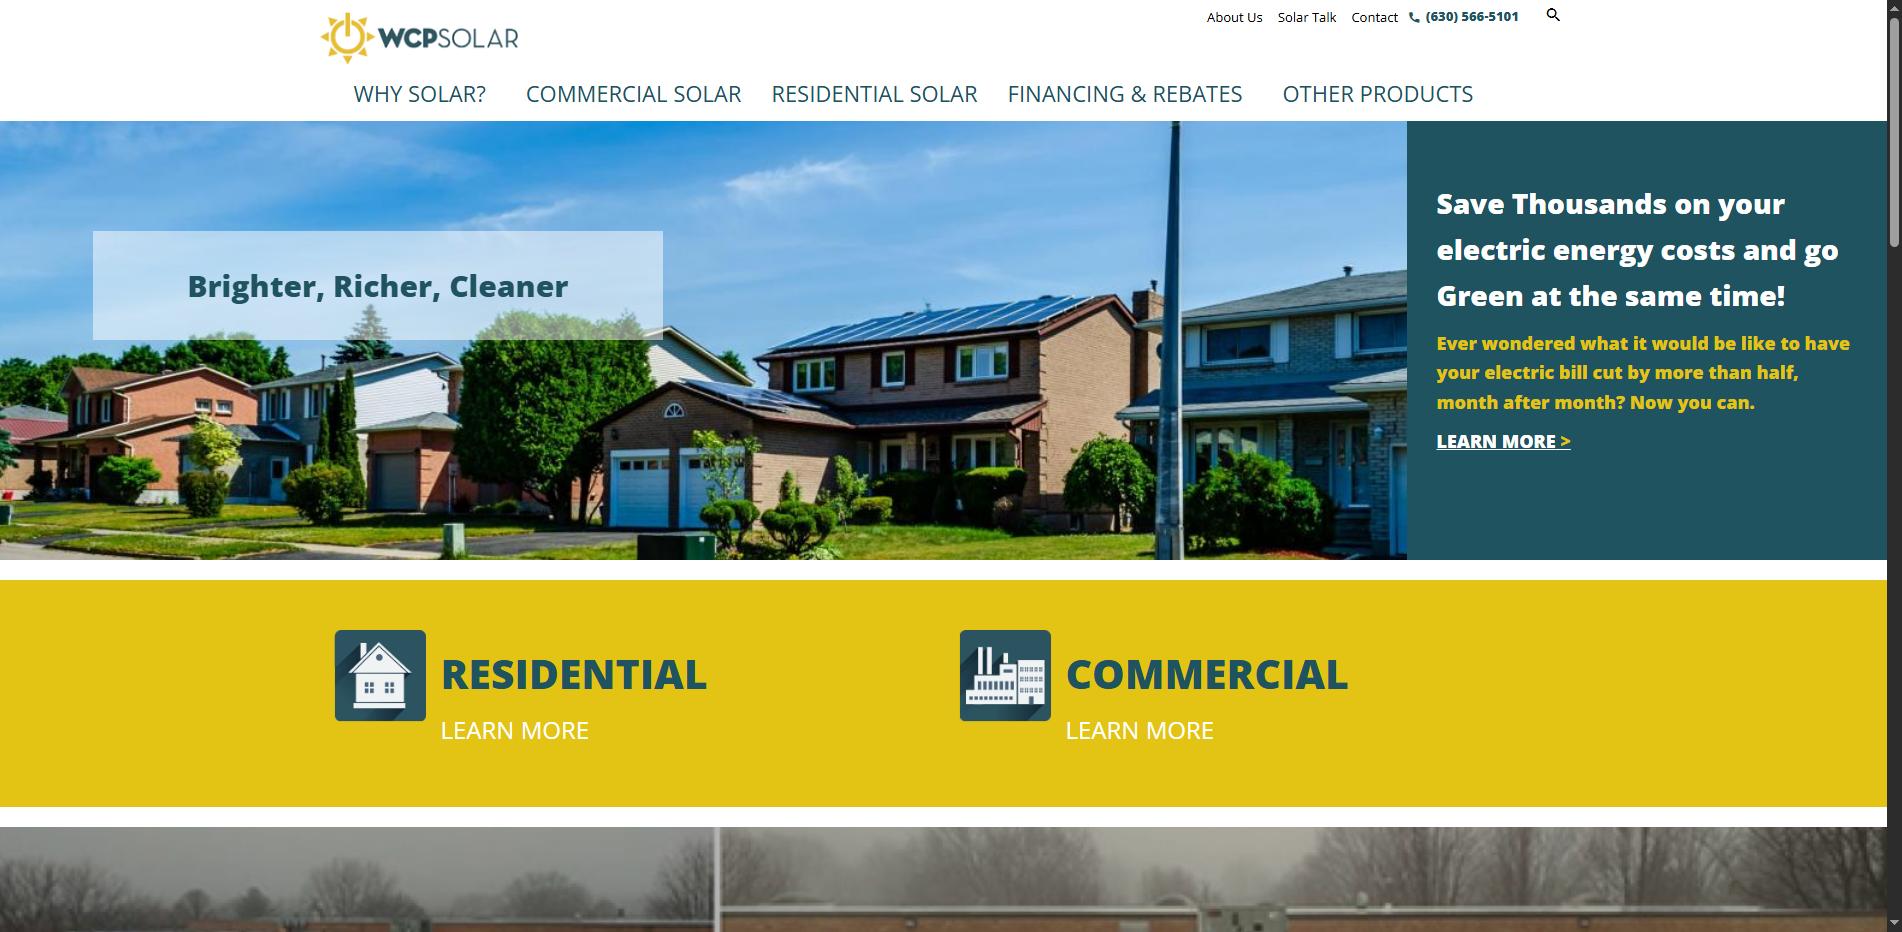 WCPSOLAR
About Us Solar Talk Contact (630) 566-5101
WHY SOLAR? COMMERCIAL SOLAR RESIDENTIAL SOLAR FINANCING & REBATES OTHER PRODUCTS
Brighter, Richer, Cleaner
Save Thousands on your
electric energy costs and go
Green at the same time!
Ever wondered what it would be like to have
your electric bill cut by more than half,
month after month? Now you can.
LEARN MORE >
RESIDENTIAL
LEARN MORE
COMMERCIAL
LEARN MORE